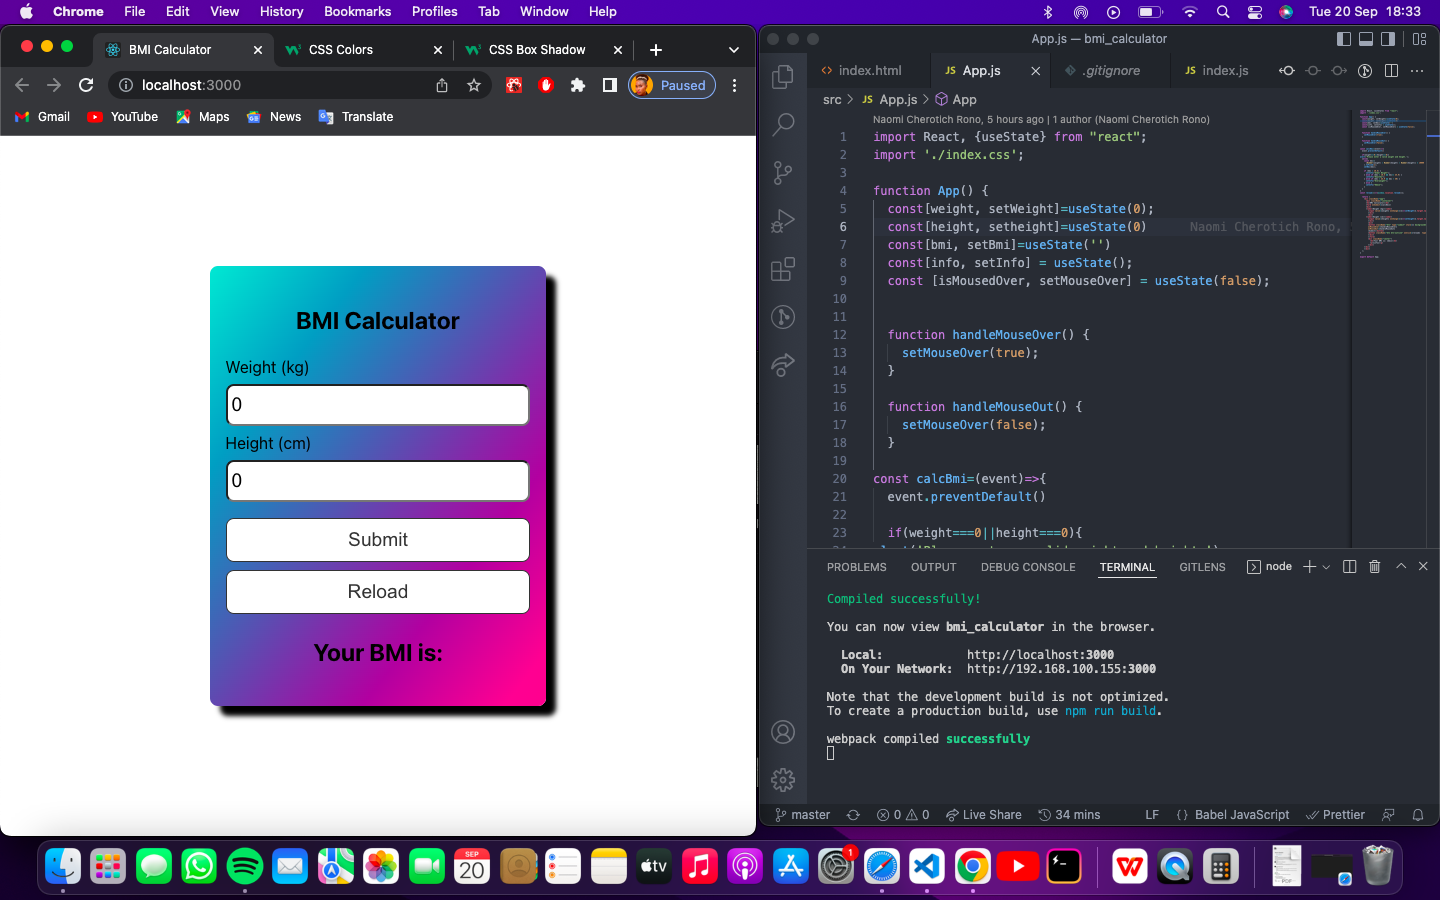 Chrome File Edit View History Bookmarks Profiles Tab Window Help
Tue 20 Sep 18:33
BMI Calculator
CSS Colors
CSS Box Shadow
localhost:3000
Paused
Gmail
YouTube
Maps
News
Translate
BMI Calculator
Weight (kg)
0
Height (cm)
0
Submit
Reload
Your BMI is:
App.js — bmi_calculator
index.html
JS App.js
.gitignore
JS index.js
src > JS App.js > App
Naomi Cherotich Rono, 5 hours ago | 1 author (Naomi Cherotich Rono)
1 import React, {useState} from "react";
2 import './index.css';
3
4 function App() {
5 const[weight, setWeight]=useState(0);
6 const[height, setheight]=useState(0) Naomi Cherotich Rono,
7 const[bmi, setBmi]=useState('')
8 const[info, setInfo] = useState();
9 const [isMousedOver, setMouseOver] = useState(false);
10
11
12 function handleMouseOver() {
13 setMouseOver(true);
14 }
15
16 function handleMouseOut() {
17 setMouseOver(false);
18 }
19
20 const calcBmi=(event)=>{
21 event.preventDefault()
22
23 if(weight===0||height===0){
PROBLEMS OUTPUT DEBUG CONSOLE TERMINAL GITLENS
node
Compiled successfully!
You can now view bmi_calculator in the browser.
Local: http://localhost:3000
On Your Network: http://192.168.100.155:3000
Note that the development build is not optimized.
To create a production build, use npm run build.
webpack compiled successfully
master 0 0 Live Share 34 mins LF {} Babel JavaScript Prettier
SEP
20
tv
1
PDF